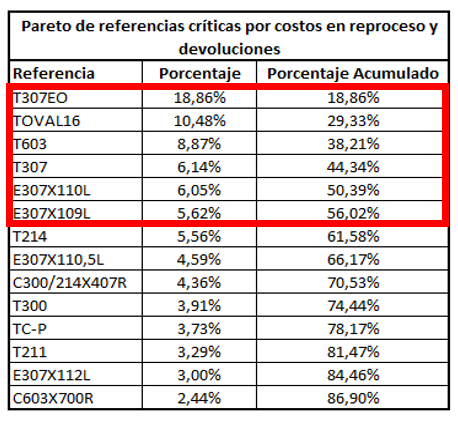 Pareto de referencias críticas por costos en reproceso y
devoluciones
Referencia Porcentaje Porcentaje Acumulado
T307EO 18,86% 18,86%
TOVAL16 10,48% 29,33%
T603 8,87% 38,21%
T307 6,14% 44,34%
E307X110L 6,05% 50,39%
E307X109L 5,62% 56,02%
T214 5,56% 61,58%
E307X110,5L 4,59% 66,17%
C300/214X407R 4,36% 70,53%
T300 3,91% 74,44%
TC-P 3,73% 78,17%
T211 3,29% 81,47%
E307X112L 3,00% 84,46%
C603X700R 2,44% 86,90%